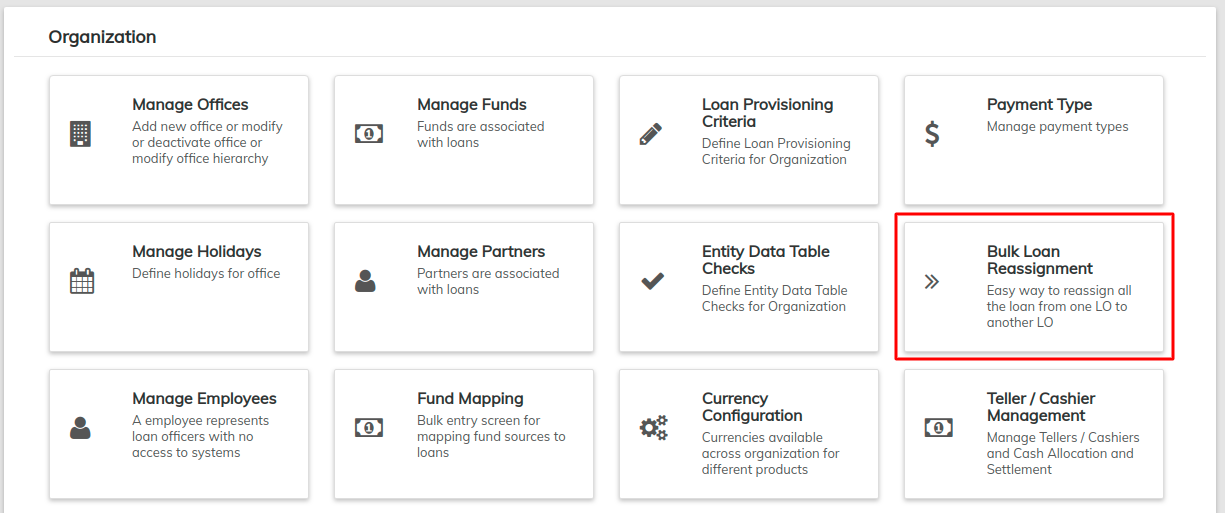 Organization
Manage Offices
Add new office or modify
or deactivate office or
modify office hierarchy
Manage Funds
Funds are associated
with loans
Loan Provisioning
Criteria
Define Loan Provisioning
Criteria for Organization
Payment Type
Manage payment types
Manage Holidays
Define holidays for office
Manage Partners
Partners are associated
with loans
Entity Data Table
Checks
Define Entity Data Table
Checks for Organization
Bulk Loan
Reassignment
Easy way to reassign all
the loan from one LO to
another LO
Manage Employees
A employee represents
loan officers with no
access to systems
Fund Mapping
Bulk entry screen for
mapping fund sources to
loans
Currency
Configuration
Currencies available
across organization for
different products
Teller / Cashier
Management
Manage Tellers / Cashiers
and Cash Allocation and
Settlement